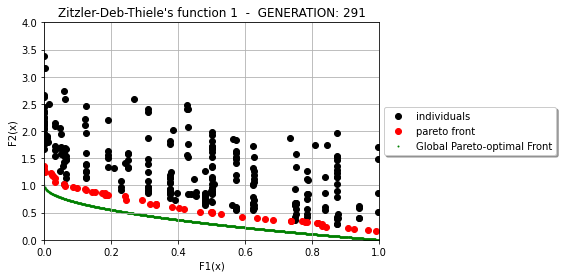 Zitzler-Deb-Thiele's function 1 - GENERATION: 291
4.0
3.5
3.0
2.5
2.0
1.5
1.0
0.5
0.0
F2(x)
0.0 0.2 0.4 0.6 0.8 1.0
F1(x)
individuals
pareto front
Global Pareto-optimal Front